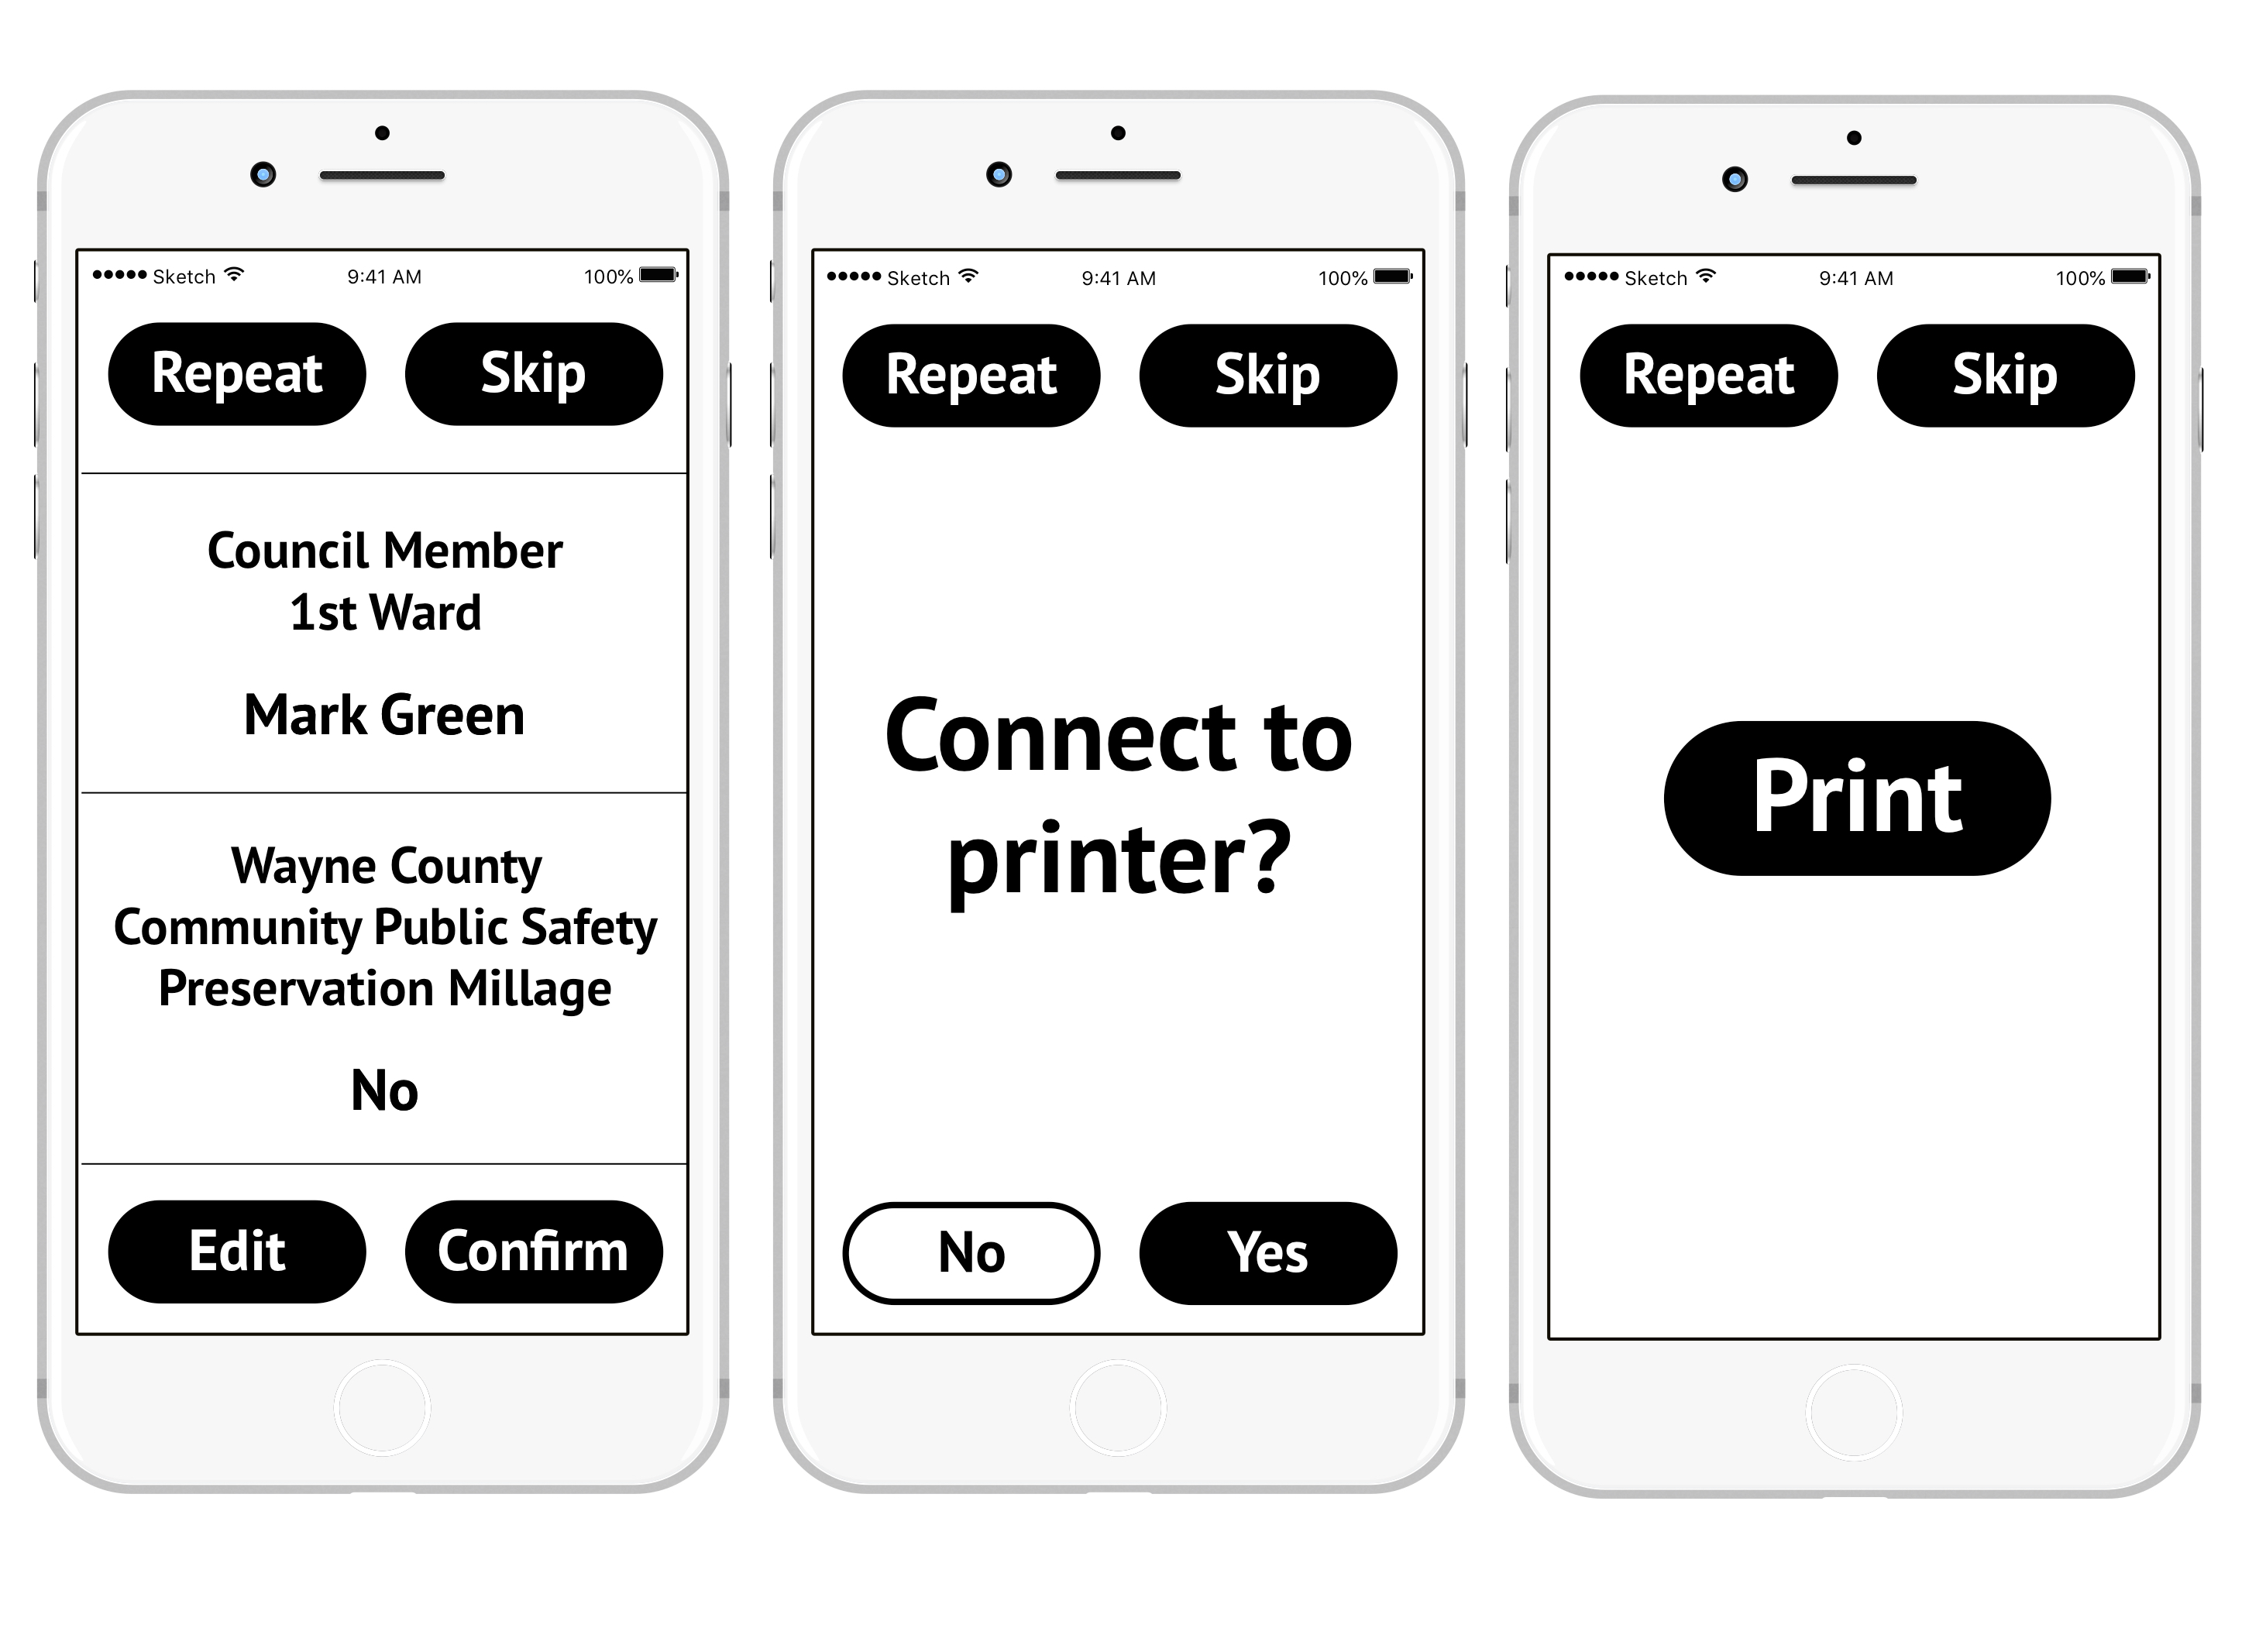 Sketch 9:41 AM 100%
Repeat Skip
Council Member
1st Ward
Mark Green
Wayne County
Community Public Safety
Preservation Millage
No
Edit Confirm
Sketch 9:41 AM 100%
Repeat Skip
Connect to
printer?
No Yes
Sketch 9:41 AM 100%
Repeat Skip
Print